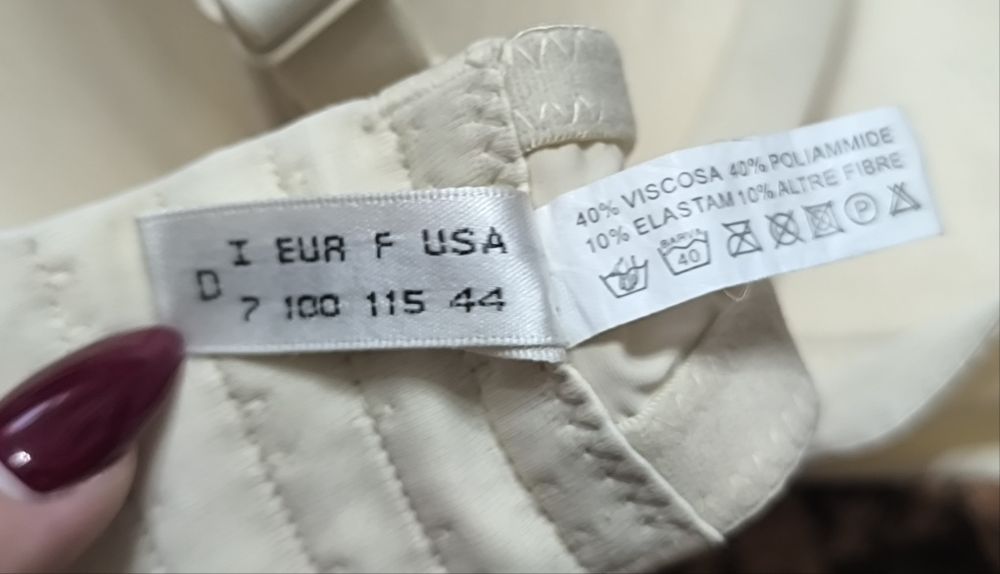 I EUR F USA
D
7 100 115 44
40% VISCOSA 40% POLIAMMIDE
10% ELASTAM 10% ALTRE FIBRE
40 P